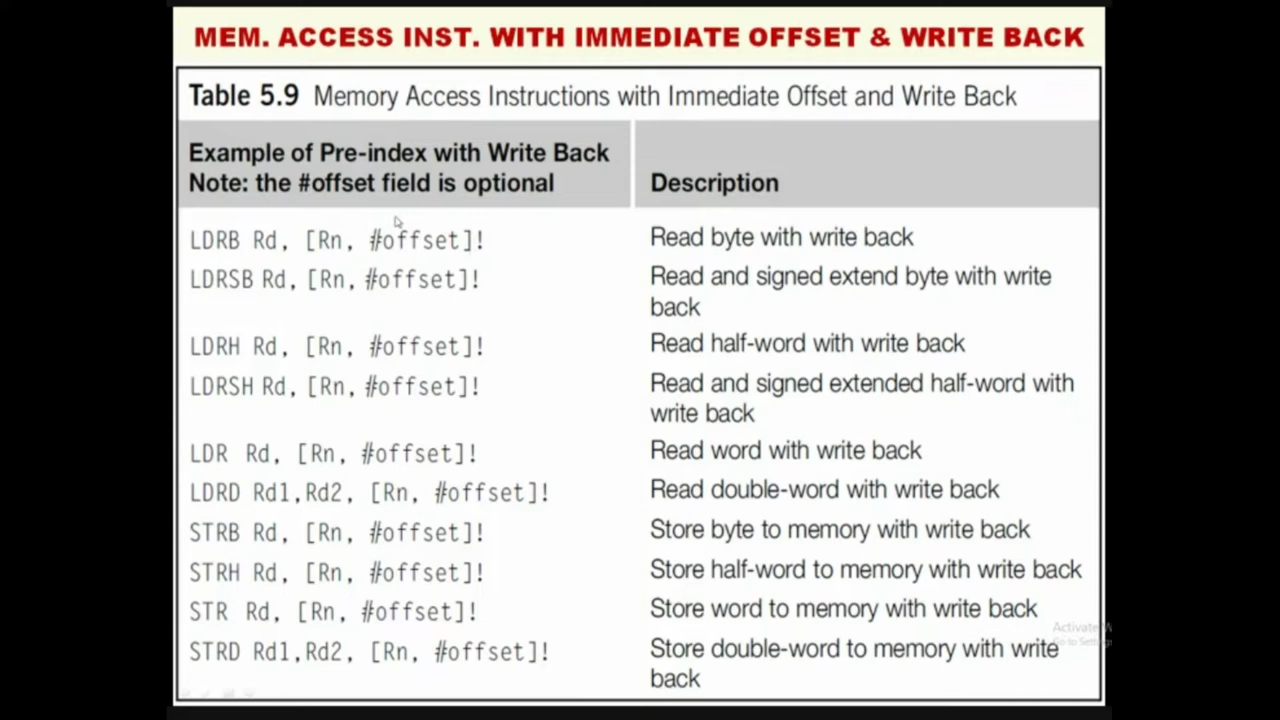 MEM. ACCESS INST. WITH IMMEDIATE OFFSET & WRITE BACK
Table 5.9 Memory Access Instructions with Immediate Offset and Write Back
Example of Pre-index with Write Back
Note: the #offset field is optional
Description
LDRB Rd, [Rn, #offset]! Read byte with write back
LDRSB Rd, [Rn, #offset]! Read and signed extend byte with write
back
LDRH Rd, [Rn, #offset]! Read half-word with write back
LDRSH Rd, [Rn, #offset]! Read and signed extended half-word with
write back
LDR Rd, [Rn, #offset]! Read word with write back
LDRD Rd1,Rd2, [Rn, #offset]! Read double-word with write back
STRB Rd, [Rn, #offset]! Store byte to memory with write back
STRH Rd, [Rn, #offset]! Store half-word to memory with write back
STR Rd, [Rn, #offset]! Store word to memory with write back
STRD Rd1,Rd2, [Rn, #offset]! Store double-word to memory with write
back
Activate W
Go to Setting